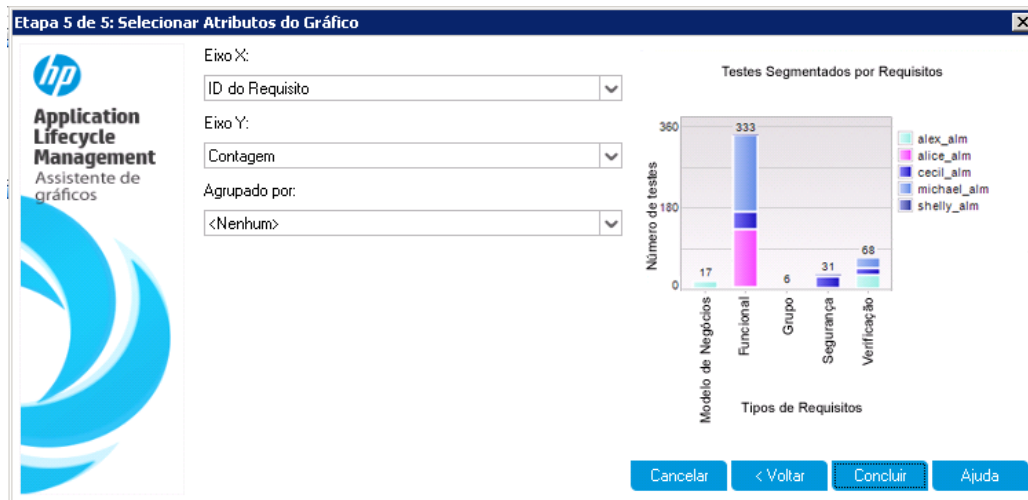 Etapa 5 de 5: Selecionar Atributos do Gráfico
hp
Application
Lifecycle
Management
Assistente de
gráficos
Eixo X:
ID do Requisito
Eixo Y:
Contagem
Agrupado por:
<Nenhum>
Testes Segmentados por Requisitos
Número de testes
360
180
0
17
333
6
31
68
Modelo de Negócios
Funcional
Grupo
Segurança
Verificação
Tipos de Requisitos
alex_alm
alice_alm
cecil_alm
michael_alm
shelly_alm
Cancelar
< Voltar
Concluir
Ajuda